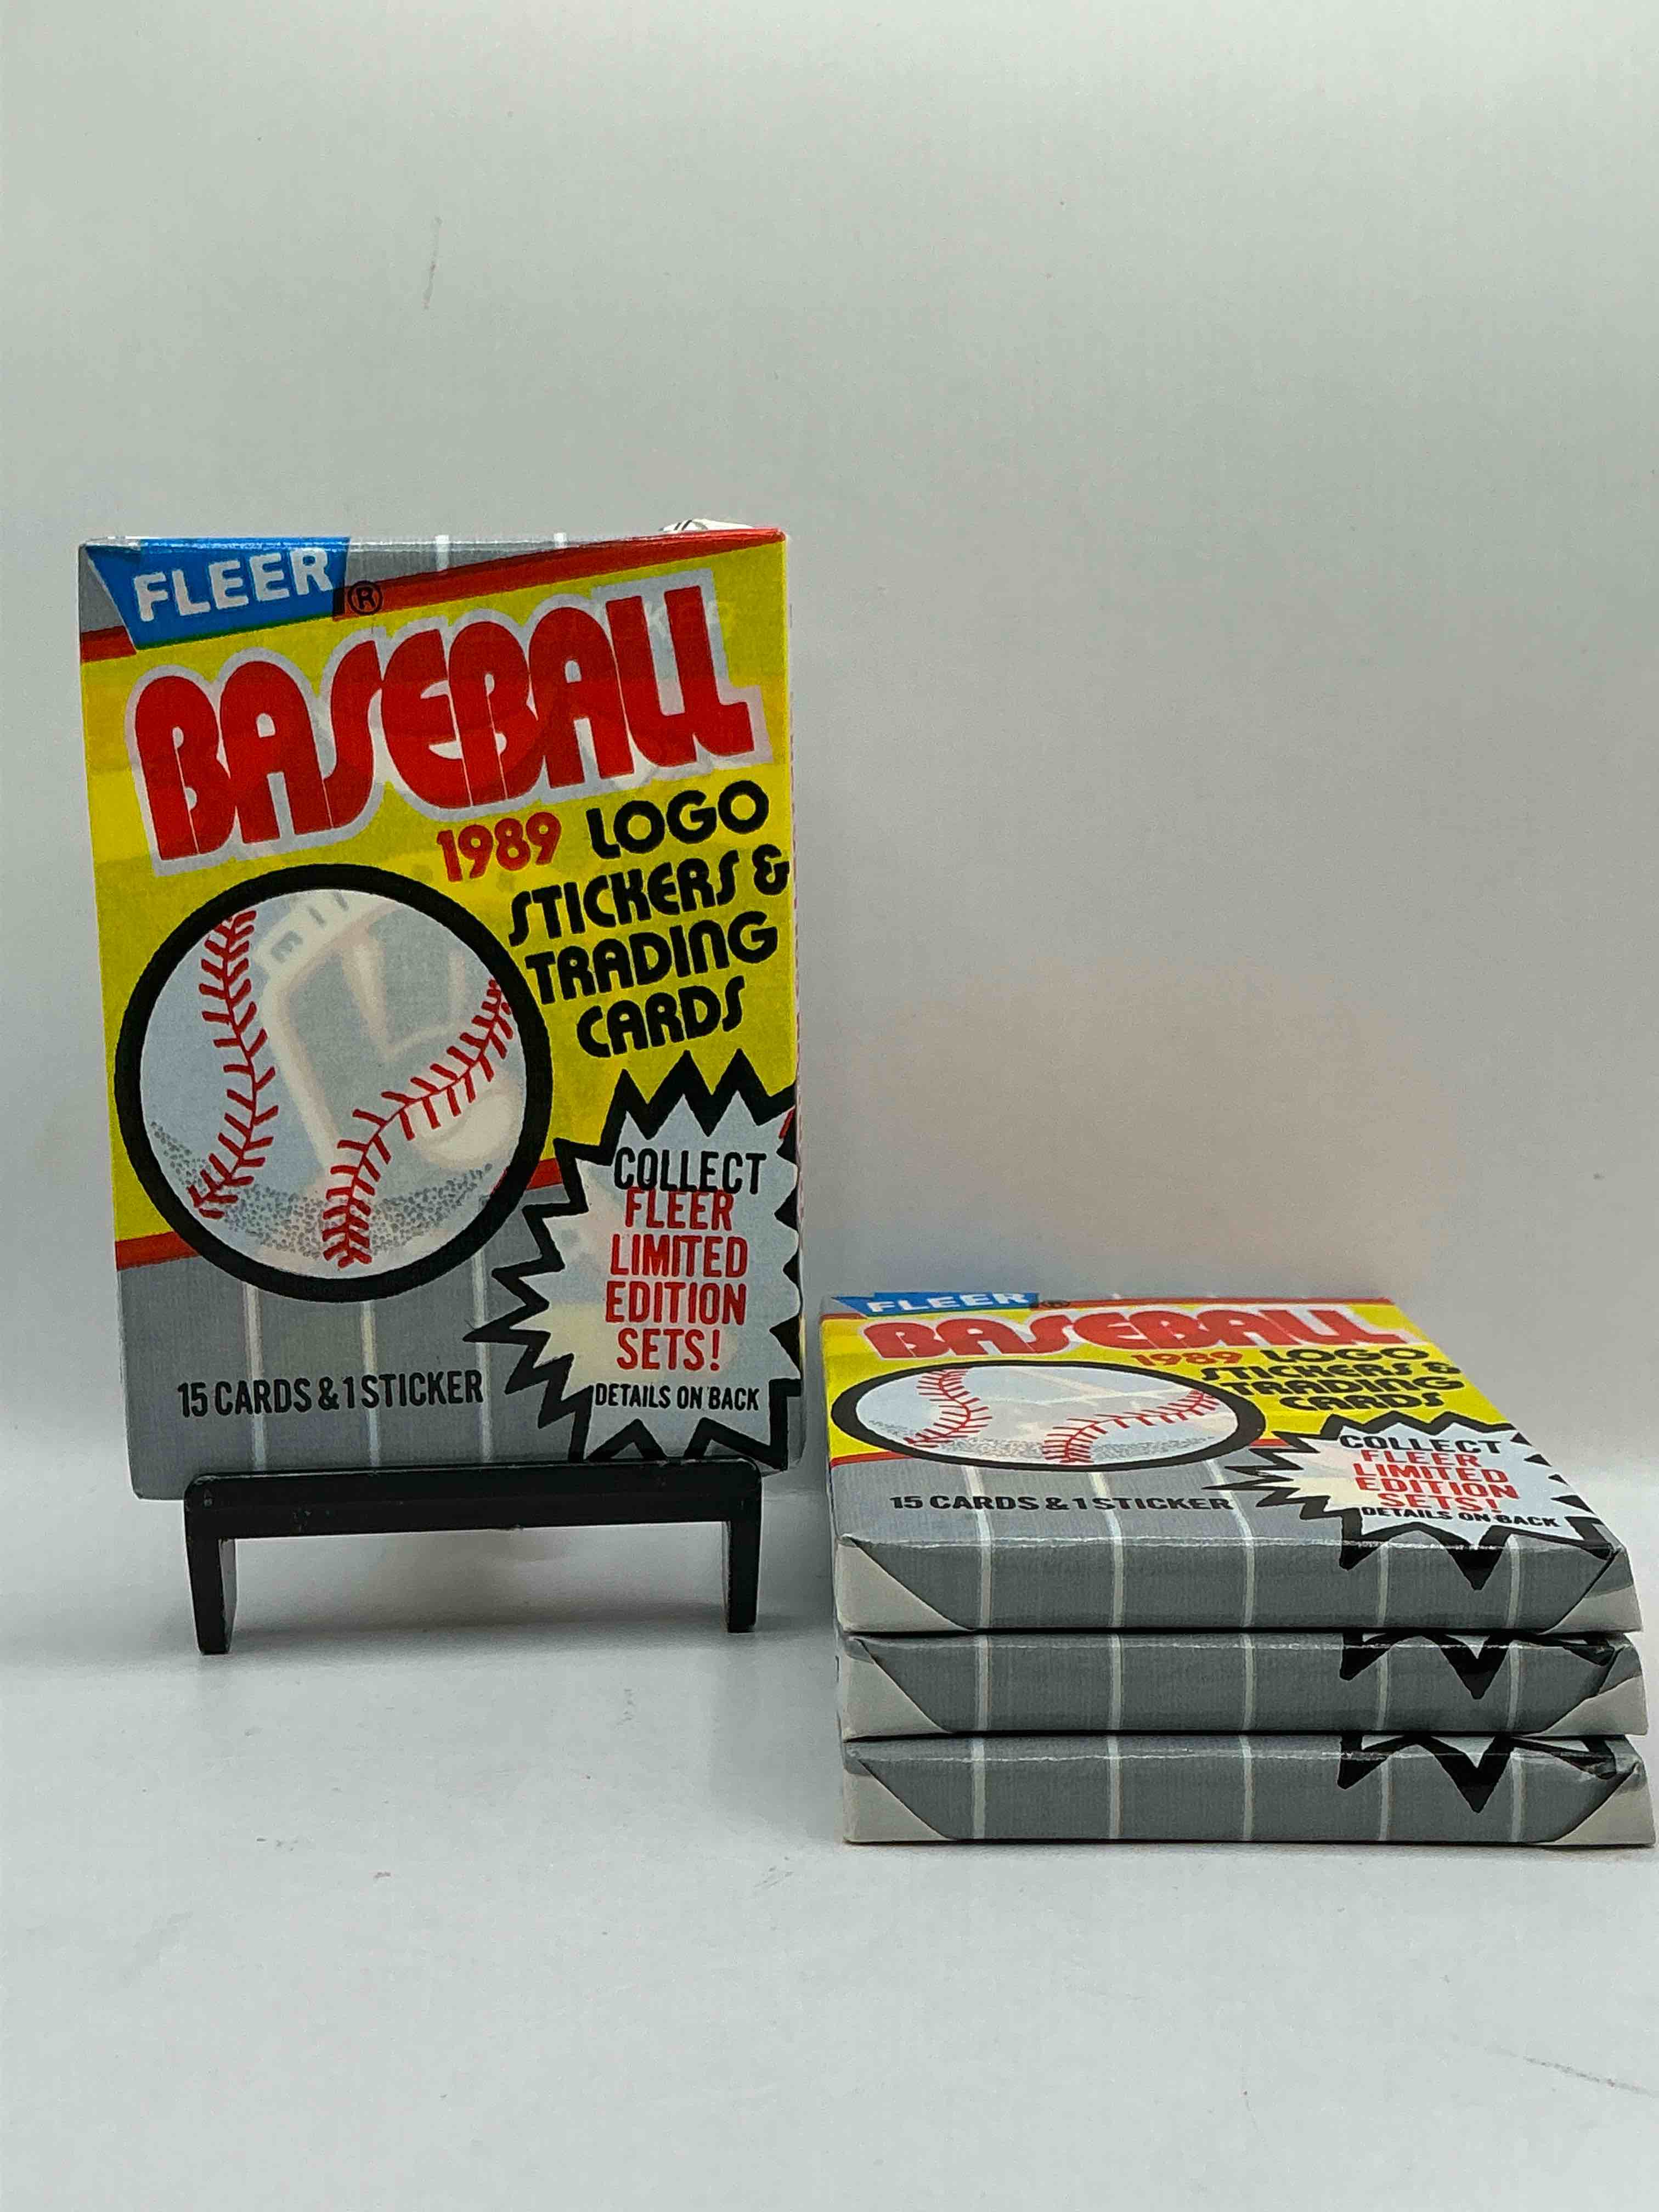 FLEER ®
BASEBALL
1989 LOGO
STICKERS &
TRADING
CARDS
COLLECT
FLEER
LIMITED
EDITION
SETS!
DETAILS ON BACK
15 CARDS & 1 STICKER
FLEER ®
BASEBALL
1989 LOGO
STICKERS &
TRADING
CARDS
COLLECT
FLEER
LIMITED
EDITION
SETS!
DETAILS ON BACK
15 CARDS & 1 STICKER